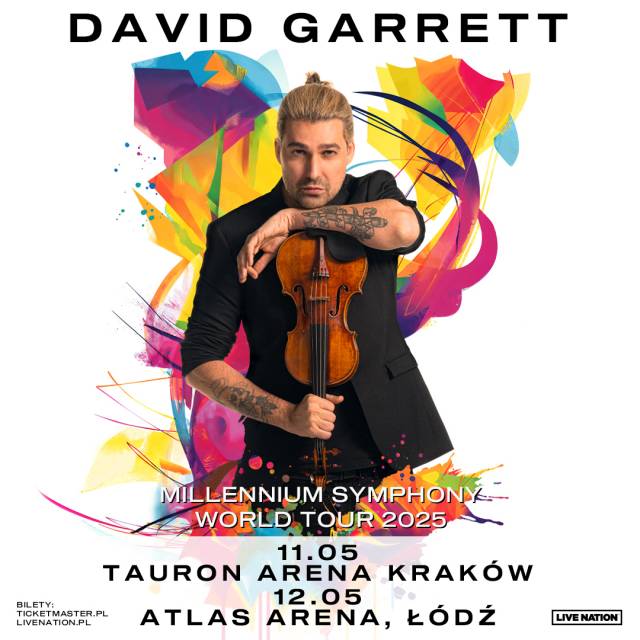 DAVID GARRETT
MILLENNIUM SYMPHONY
WORLD TOUR 2025
11.05
TAURON ARENA KRAKÓW
12.05
ATLAS ARENA, ŁÓDŹ
BILETY:
TICKETMASTER.PL
LIVENATION.PL
LIVE NATION